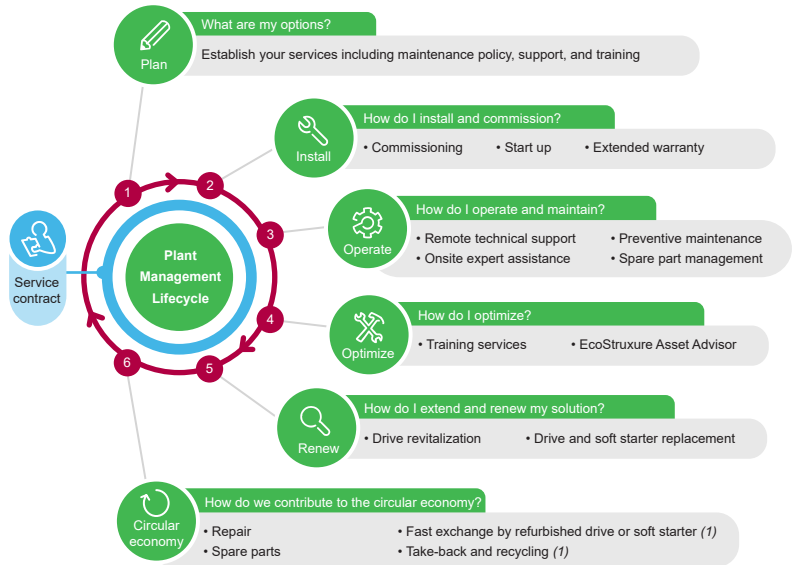 What are my options?
Plan
Establish your services including maintenance policy, support, and training
How do I install and commission?
Install
• Commissioning • Start up • Extended warranty
1
2
3
4
5
6
Plant
Management
Lifecycle
Service
contract
How do I operate and maintain?
Operate
• Remote technical support • Preventive maintenance
• Onsite expert assistance • Spare part management
How do I optimize?
Optimize
• Training services • EcoStruxure Asset Advisor
How do I extend and renew my solution?
Renew
• Drive revitalization • Drive and soft starter replacement
How do we contribute to the circular economy?
Circular
economy
• Repair • Fast exchange by refurbished drive or soft starter (1)
• Spare parts • Take-back and recycling (1)